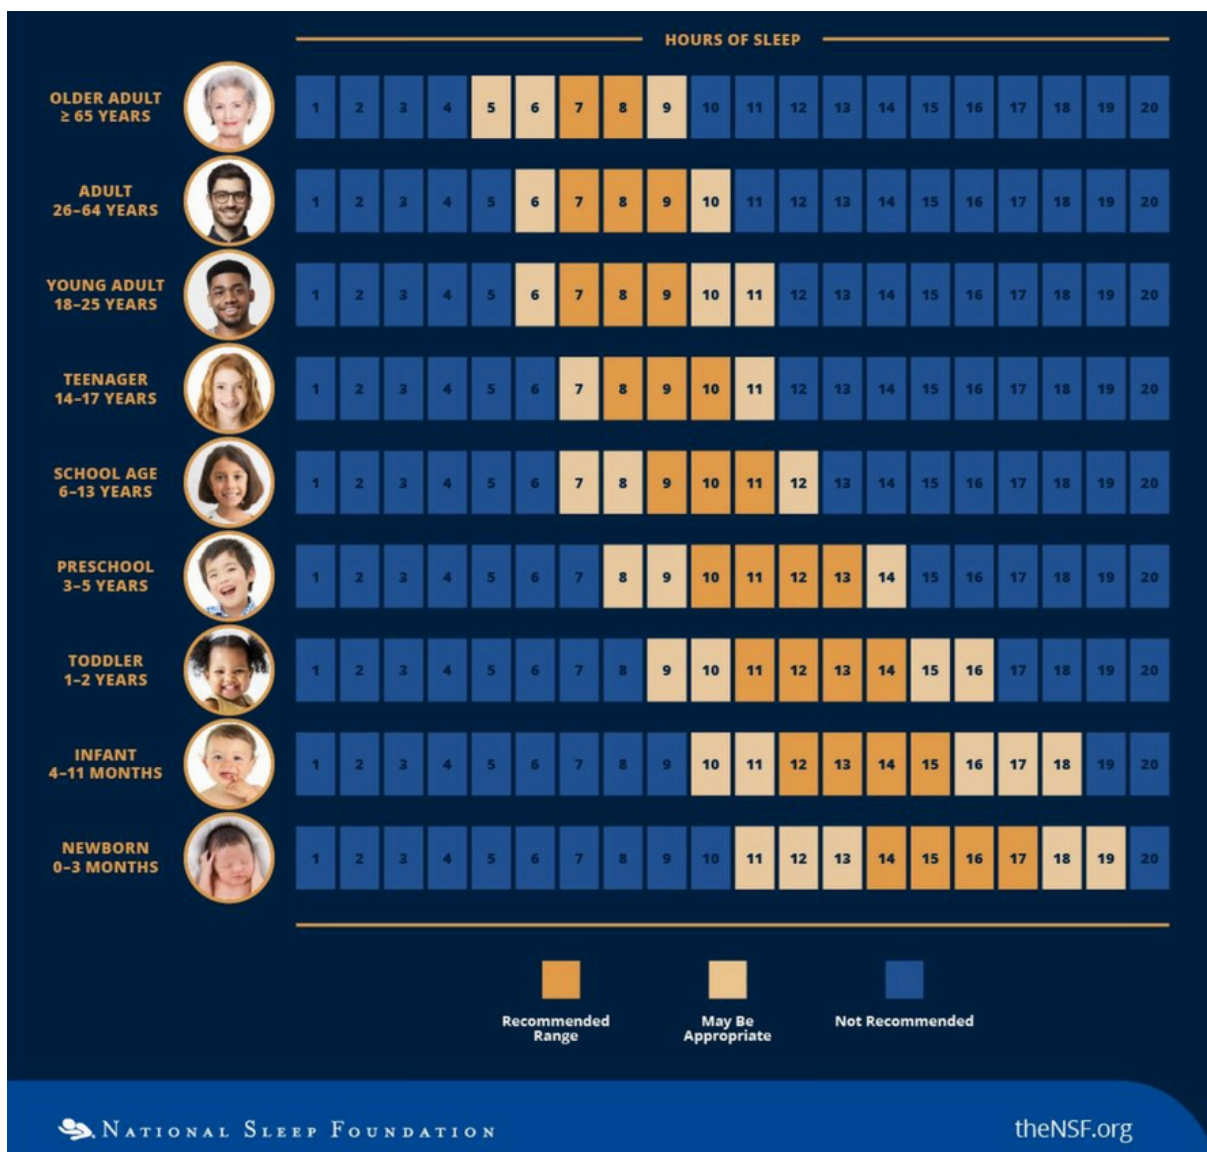 HOURS OF SLEEP
OLDER ADULT
≥ 65 YEARS
1 2 3 4 5 6 7 8 9 10 11 12 13 14 15 16 17 18 19 20
ADULT
26–64 YEARS
1 2 3 4 5 6 7 8 9 10 11 12 13 14 15 16 17 18 19 20
YOUNG ADULT
18–25 YEARS
1 2 3 4 5 6 7 8 9 10 11 12 13 14 15 16 17 18 19 20
TEENAGER
14–17 YEARS
1 2 3 4 5 6 7 8 9 10 11 12 13 14 15 16 17 18 19 20
SCHOOL AGE
6–13 YEARS
1 2 3 4 5 6 7 8 9 10 11 12 13 14 15 16 17 18 19 20
PRESCHOOL
3–5 YEARS
1 2 3 4 5 6 7 8 9 10 11 12 13 14 15 16 17 18 19 20
TODDLER
1–2 YEARS
1 2 3 4 5 6 7 8 9 10 11 12 13 14 15 16 17 18 19 20
INFANT
4–11 MONTHS
1 2 3 4 5 6 7 8 9 10 11 12 13 14 15 16 17 18 19 20
NEWBORN
0–3 MONTHS
1 2 3 4 5 6 7 8 9 10 11 12 13 14 15 16 17 18 19 20
Recommended
Range
May Be
Appropriate
Not Recommended
NATIONAL SLEEP FOUNDATION
theNSF.org